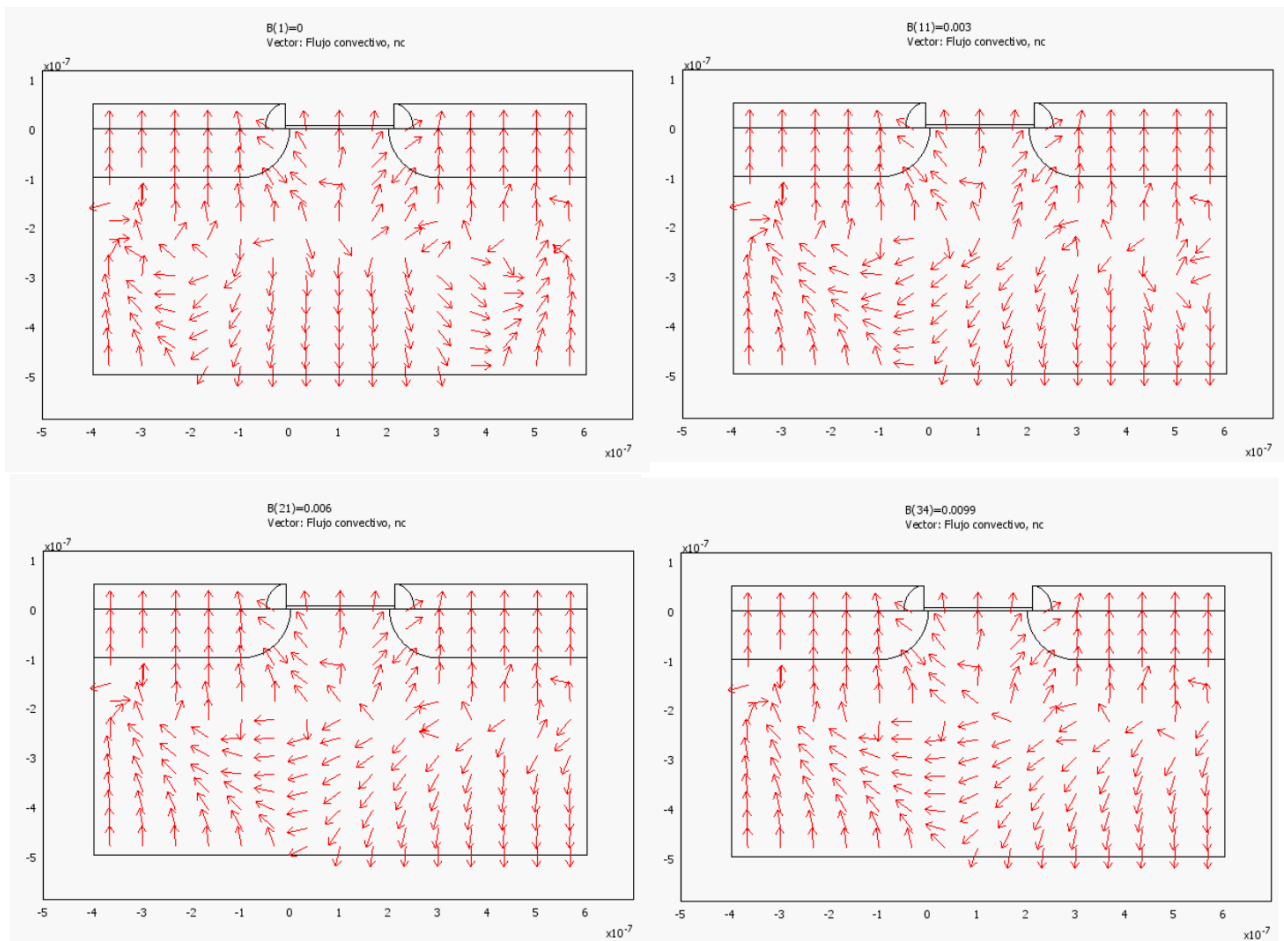 B(1)=0
Vector: Flujo convectivo, nc
x10⁻⁷
1
0
-1
-2
-3
-4
-5
-5 -4 -3 -2 -1 0 1 2 3 4 5 6
x10⁻⁷
B(11)=0.003
Vector: Flujo convectivo, nc
x10⁻⁷
1
0
-1
-2
-3
-4
-5
-5 -4 -3 -2 -1 0 1 2 3 4 5 6
x10⁻⁷
B(21)=0.006
Vector: Flujo convectivo, nc
x10⁻⁷
1
0
-1
-2
-3
-4
-5
-5 -4 -3 -2 -1 0 1 2 3 4 5 6
x10⁻⁷
B(34)=0.0099
Vector: Flujo convectivo, nc
x10⁻⁷
1
0
-1
-2
-3
-4
-5
-5 -4 -3 -2 -1 0 1 2 3 4 5 6
x10⁻⁷